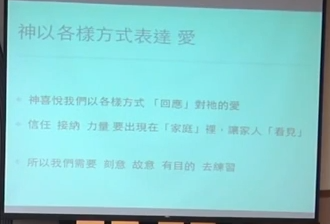 神以各樣方式表達 愛
神喜悅我們以各樣方式 「回應」對祂的愛
信任 接納 力量 要出現在「家庭」裡，讓家人「看見」
所以我們需要 刻意 故意 有目的 去練習